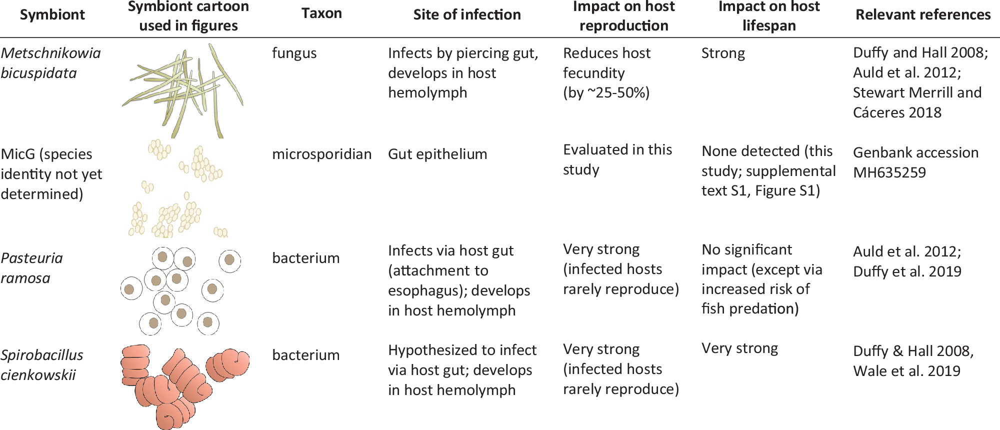 Symbiont
Symbiont cartoon
used in figures
Taxon
Site of infection
Impact on host
reproduction
Impact on host
lifespan
Relevant references
Metschnikowia
bicuspidata
fungus
Infects by piercing gut,
develops in host
hemolymph
Reduces host
fecundity
(by ~25-50%)
Strong
Duffy and Hall 2008;
Auld et al. 2012;
Stewart Merrill and
Cáceres 2018
MicG (species
identity not yet
determined)
microsporidian
Gut epithelium
Evaluated in this
study
None detected (this
study; supplemental
text S1, Figure S1)
Genbank accession
MH635259
Pasteuria
ramosa
bacterium
Infects via host gut
(attachment to
esophagus); develops
in host hemolymph
Very strong
(infected hosts
rarely reproduce)
No significant
impact (except via
increased risk of
fish predation)
Auld et al. 2012;
Duffy et al. 2019
Spirobacillus
cienkowskii
bacterium
Hypothesized to infect
via host gut; develops
in host hemolymph
Very strong
(infected hosts
rarely reproduce)
Very strong
Duffy & Hall 2008,
Wale et al. 2019